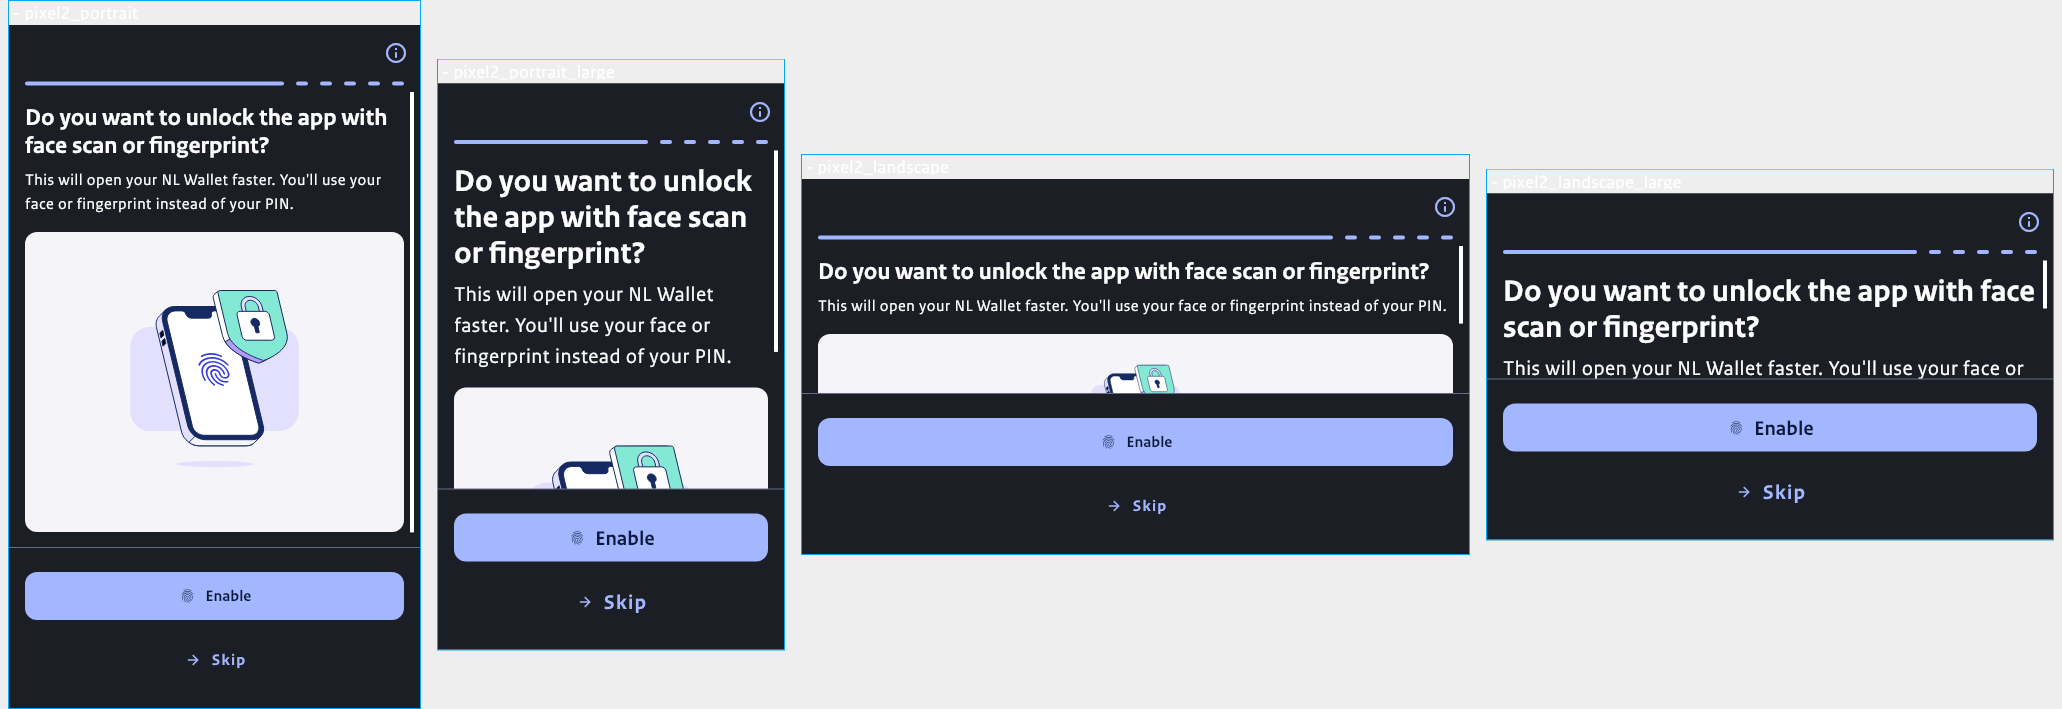 - pixel2_portrait
Do you want to unlock the app with
face scan or fingerprint?
This will open your NL Wallet faster. You'll use your
face or fingerprint instead of your PIN.
Enable
Skip
- pixel2_portrait_large
Do you want to unlock
the app with face scan
or fingerprint?
This will open your NL Wallet
faster. You'll use your face or
fingerprint instead of your PIN.
Enable
Skip
- pixel2_landscape
Do you want to unlock the app with face scan or fingerprint?
This will open your NL Wallet faster. You'll use your face or fingerprint instead of your PIN.
Enable
Skip
- pixel2_landscape_large
Do you want to unlock the app with face
scan or fingerprint?
This will open your NL Wallet faster. You'll use your face or
Enable
Skip